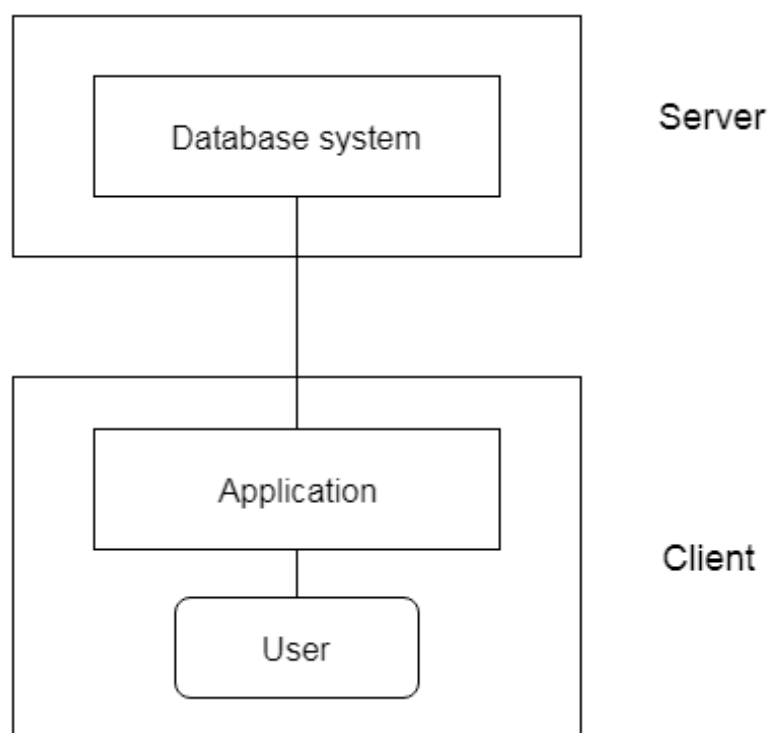 Database system
Server
Application
Client
User